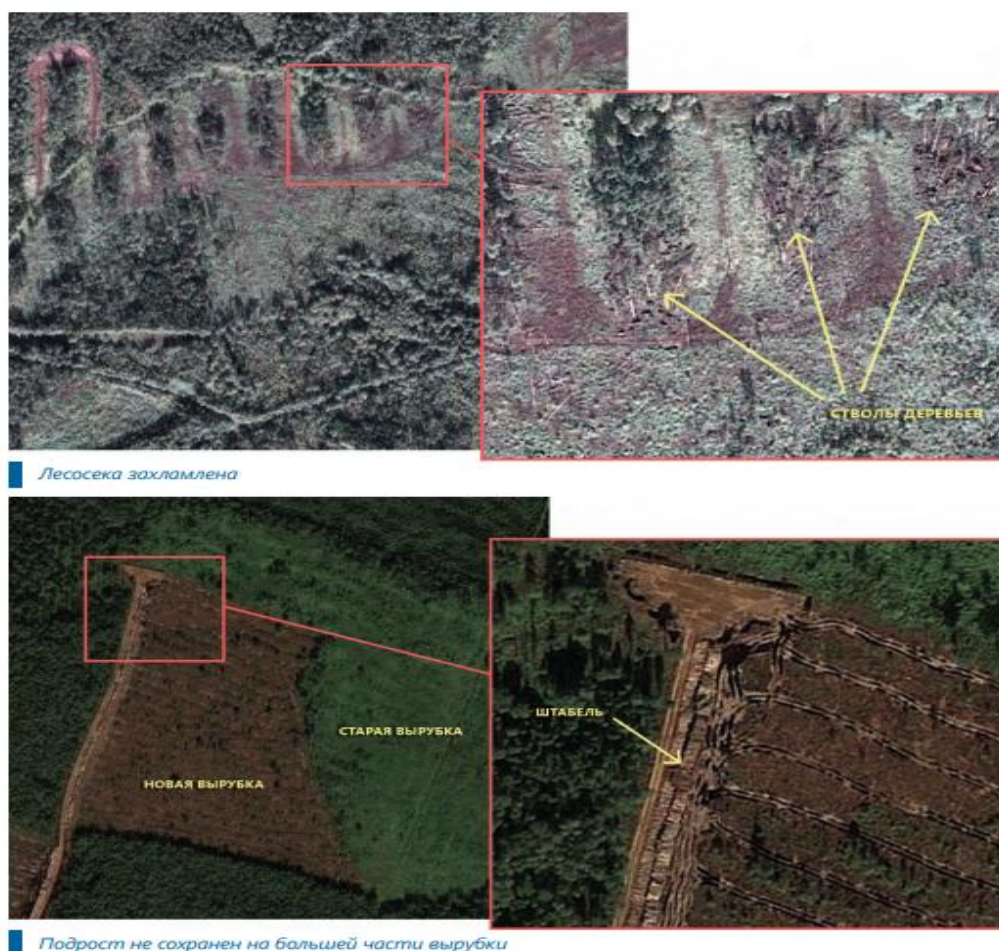 СТВОЛЫ ДЕРЕВЬЕВ
Лесосека захламлена
ШТАБЕЛЬ
СТАРАЯ ВЫРУБКА
НОВАЯ ВЫРУБКА
Подрост не сохранен на большей части вырубки